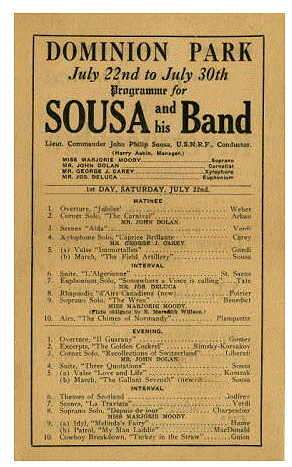 DOMINION PARK
July 22nd to July 30th
Programme for
SOUSA and his Band
Lieut. Commander John Philip Sousa, U.S.N.R.F., Conductor.
(Harry Askin, Manager.)
MISS MARJORIE MOODY Soprano
MR. JOHN DOLAN Cornetist
MR. GEORGE J. CAREY Xylophone
MR. JOS. DELUCA Euphonium
1st DAY, SATURDAY, JULY 22nd.
MATINEE
1. Overture, "Jubilee" Weber
2. Cornet Solo, "The Carnival" Arban
MR. JOHN DOLAN.
3. Scenes "Aida" Verdi
4. Xylophone Solo, "Caprice Brillante Carey
MR. GEORGE J. CAREY.
5. (a) Valse "Immortellen" Gundl
(b) March, "The Field Artillery" Sousa
INTERVAL
6. Suite, "L'Algerienne" St. Saens
7. Euphonium Solo, "Somewhere a Voice is calling" Tate
MR. JOS DELUCA
8. Rhapsodie "d'Airs Canadiens (new) Poirier
9. Soprano Solo, "The Wren" Benedict
MISS MARJORIE MOODY
(Flute obligato by R. Meredith Willson.)
10. Airs, "The Chimes of Normandy" Planquette
EVENING.
1. Overture, "Il Guarany" Gomez
2. Excerpts, "The Golden Cockrel" Rimsky-Korsakov
3. Cornet Solo, "Recollections of Switzerland" Liberati
MR. JOHN DOLAN.
4. Suite, "Three Quotations" Sousa
5. (a) Valse "Love and Life" Komzak
(b) March, "The Gallant Seventh" (new) Sousa
INTERVAL
6. Themes of Scotland Godfrey
7. Scenes, "La Traviata" Verdi
8. Soprano Solo, "Depuis de jour" Charpentier
MISS MARJORIE MOODY
9. (a) Idyl, "Melinda's Fairy" Hume
(b) Patrol, "My Man Laddie" MacDonald
10. Cowboy Breakdown, "Turkey in the Straw" Guion